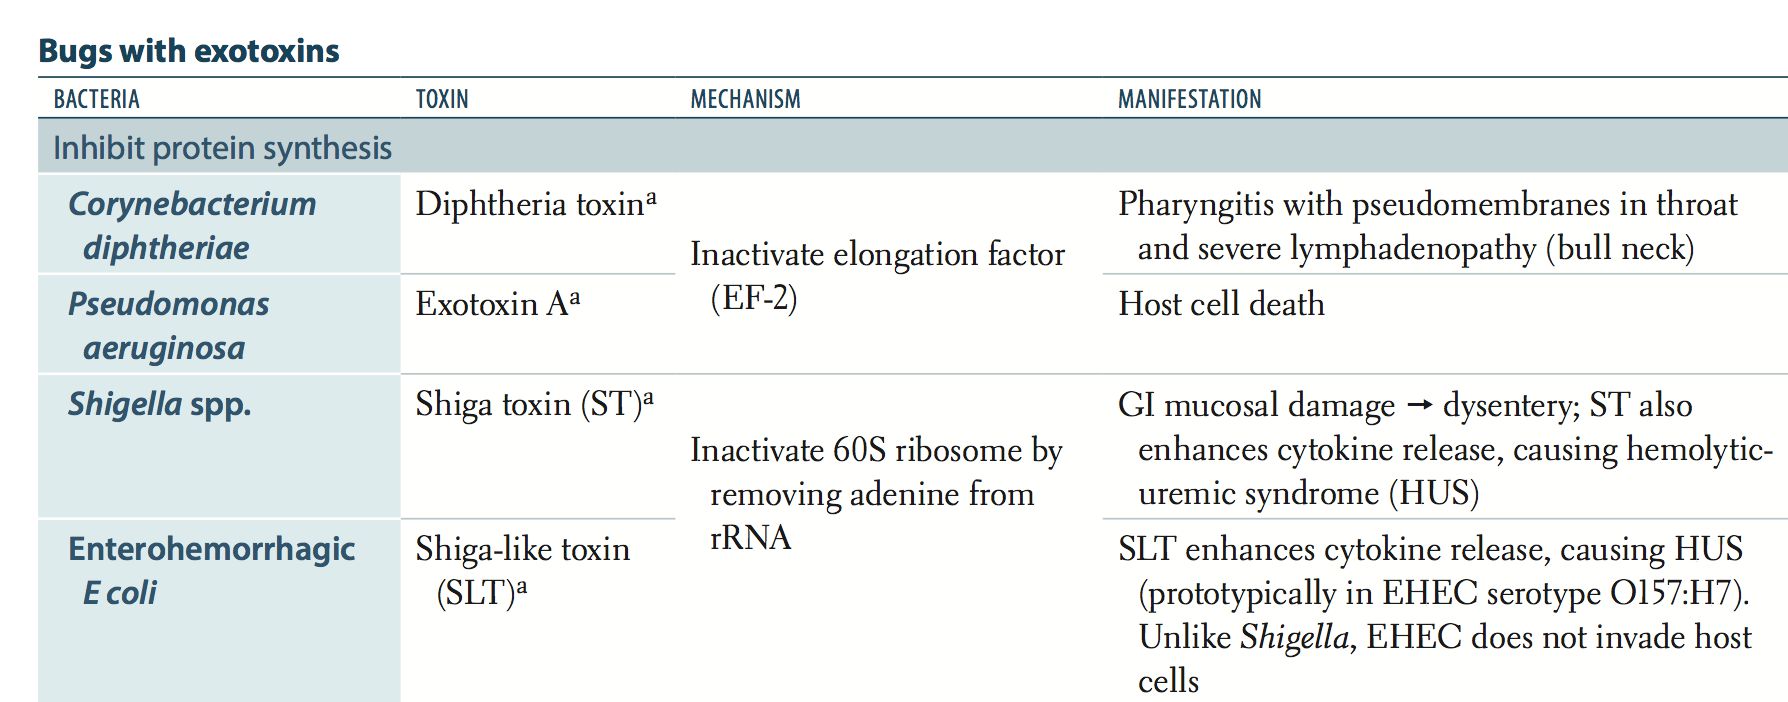 Bugs with exotoxins
BACTERIA TOXIN MECHANISM MANIFESTATION
Inhibit protein synthesis
Corynebacterium
diphtheriae
Diphtheria toxinᵃ
Inactivate elongation factor
(EF-2)
Pharyngitis with pseudomembranes in throat
and severe lymphadenopathy (bull neck)
Pseudomonas
aeruginosa
Exotoxin Aᵃ
Host cell death
Shigella spp.
Shiga toxin (ST)ᵃ
Inactivate 60S ribosome by
removing adenine from
rRNA
GI mucosal damage → dysentery; ST also
enhances cytokine release, causing hemolytic-
uremic syndrome (HUS)
Enterohemorrhagic
E coli
Shiga-like toxin
(SLT)ᵃ
SLT enhances cytokine release, causing HUS
(prototypically in EHEC serotype O157:H7).
Unlike Shigella, EHEC does not invade host
cells